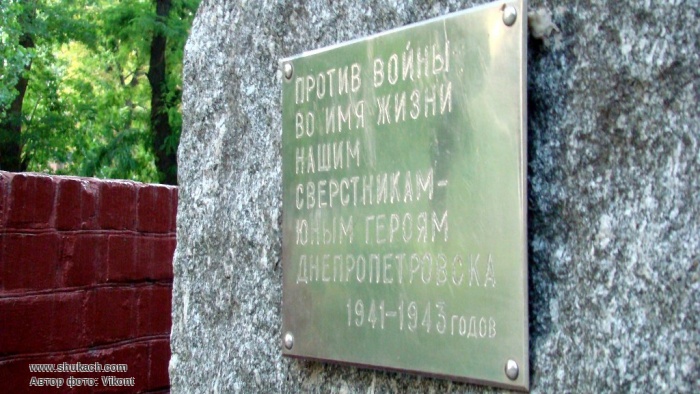 ПРОТИВ ВОЙНЫ,
ВО ИМЯ ЖИЗНИ
НАШИМ
СВЕРСТНИКАМ-
ЮНЫМ ГЕРОЯМ
ДНЕПРОПЕТРОВСКА
1941-1943 годов
www.shukach.com
Автор фото: Vikont